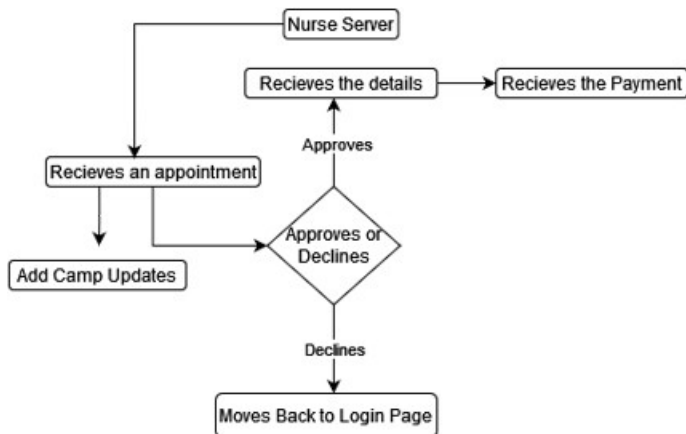 Nurse Server
Recieves the details
Recieves the Payment
Approves
Recieves an appointment
Approves or
Declines
Add Camp Updates
Declines
Moves Back to Login Page